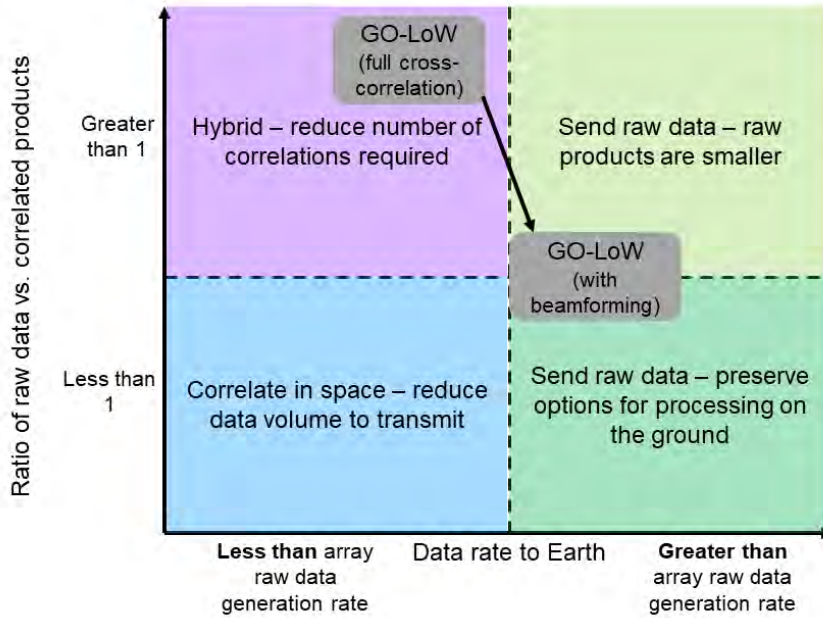 GO-LoW
(full cross-
correlation)
Hybrid – reduce number of
correlations required
Send raw data – raw
products are smaller
GO-LoW
(with
beamforming)
Correlate in space – reduce
data volume to transmit
Send raw data – preserve
options for processing on
the ground
Ratio of raw data vs. correlated products
Greater
than 1
Less than
1
Less than array
raw data
generation rate
Data rate to Earth
Greater than
array raw data
generation rate